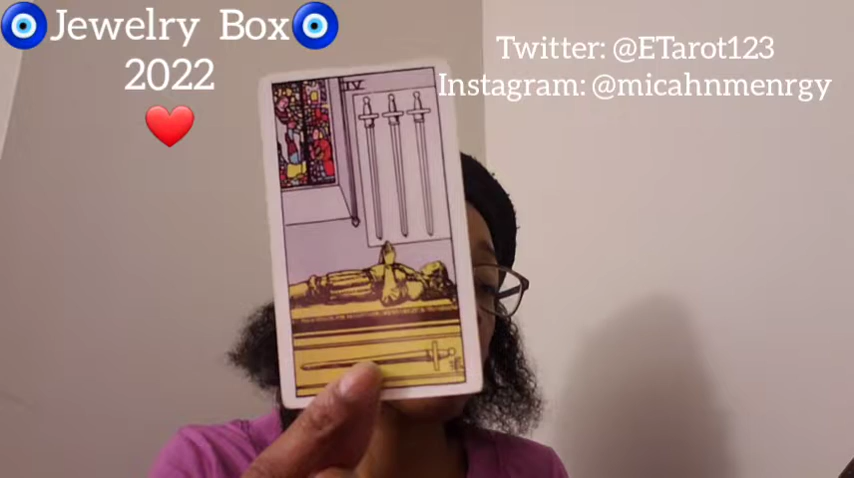 🧿Jewelry Box🧿
2022
❤️
Twitter: @ETarot123
Instagram: @micahnmenrgy
IV